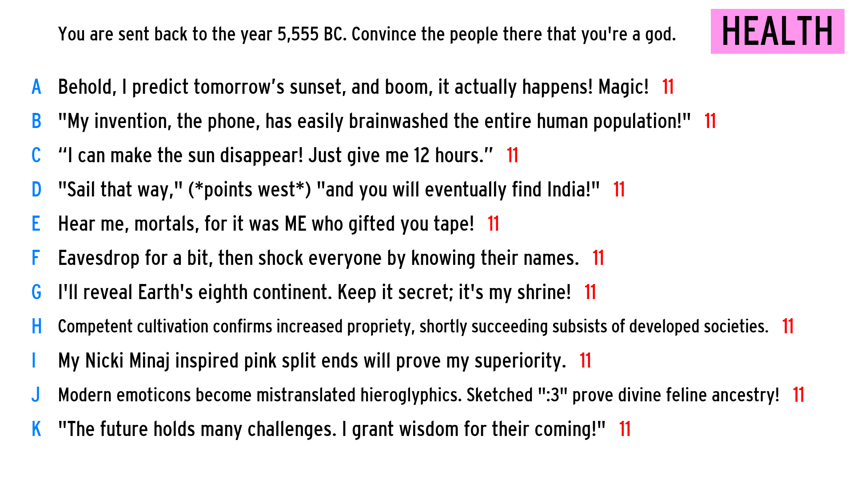 You are sent back to the year 5,555 BC. Convince the people there that you're a god.
HEALTH
A Behold, I predict tomorrow’s sunset, and boom, it actually happens! Magic! 11
B "My invention, the phone, has easily brainwashed the entire human population!" 11
C “I can make the sun disappear! Just give me 12 hours.” 11
D "Sail that way," (*points west*) "and you will eventually find India!" 11
E Hear me, mortals, for it was ME who gifted you tape! 11
F Eavesdrop for a bit, then shock everyone by knowing their names. 11
G I'll reveal Earth's eighth continent. Keep it secret; it's my shrine! 11
H Competent cultivation confirms increased propriety, shortly succeeding subsists of developed societies. 11
I My Nicki Minaj inspired pink split ends will prove my superiority. 11
J Modern emoticons become mistranslated hieroglyphics. Sketched ":3" prove divine feline ancestry! 11
K "The future holds many challenges. I grant wisdom for their coming!" 11